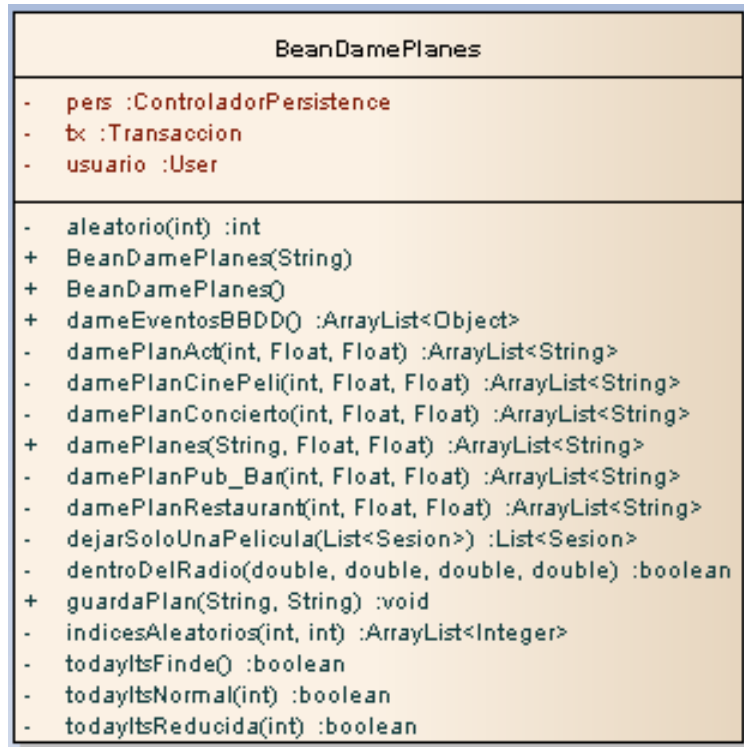 BeanDamePlanes
- pers :ControladorPersistence
- tx :Transaccion
- usuario :User
- aleatorio(int) :int
+ BeanDamePlanes(String)
+ BeanDamePlanes()
+ dameEventosBBDD() :ArrayList<Object>
- damePlanAct(int, Float, Float) :ArrayList<String>
- damePlanCinePeli(int, Float, Float) :ArrayList<String>
- damePlanConcierto(int, Float, Float) :ArrayList<String>
+ damePlanes(String, Float, Float) :ArrayList<String>
- damePlanPub_Bar(int, Float, Float) :ArrayList<String>
- damePlanRestaurant(int, Float, Float) :ArrayList<String>
- dejarSoloUnaPelicula(List<Sesion>) :List<Sesion>
- dentroDelRadio(double, double, double, double) :boolean
+ guardaPlan(String, String) :void
- indicesAleatorios(int, int) :ArrayList<Integer>
- todayItsFinde() :boolean
- todayItsNormal(int) :boolean
- todayItsReducida(int) :boolean